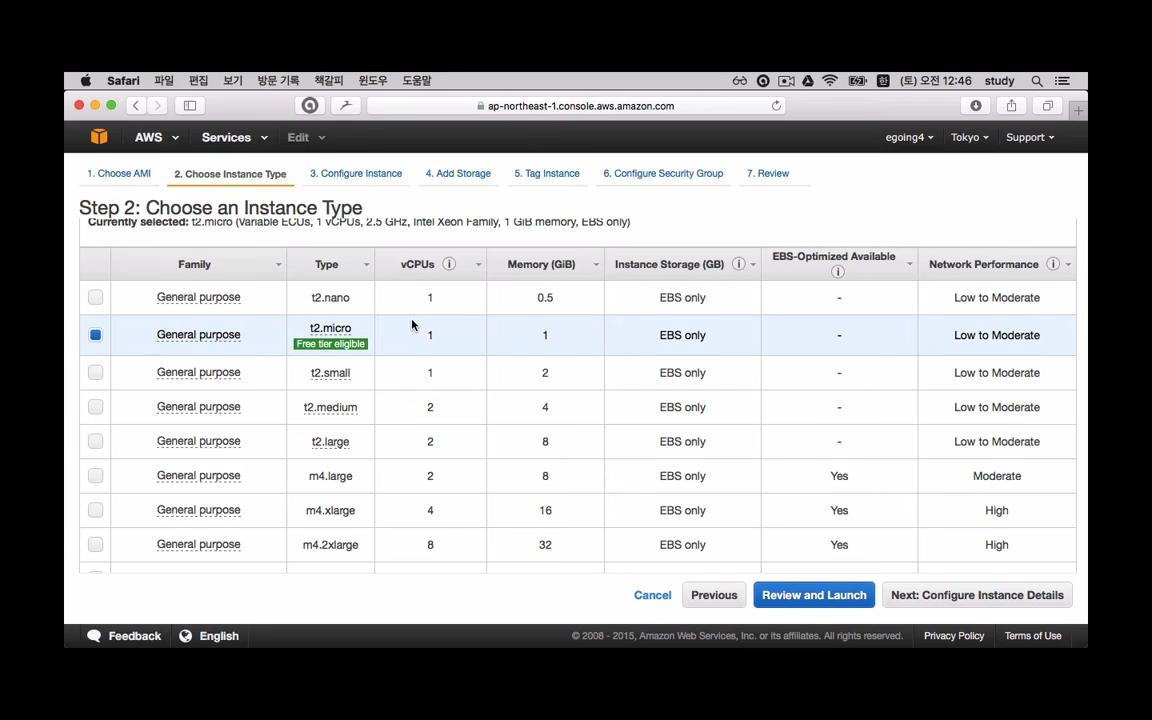 Safari 파일 편집 보기 방문 기록 책갈피 윈도우 도움말 한 (토) 오전 12:46 study
ap-northeast-1.console.aws.amazon.com
AWS Services Edit egoing4 Tokyo Support
1. Choose AMI 2. Choose Instance Type 3. Configure Instance 4. Add Storage 5. Tag Instance 6. Configure Security Group 7. Review
Step 2: Choose an Instance Type
Currently selected: t2.micro (Variable ECUs, 1 vCPUs, 2.5 GHz, Intel Xeon Family, 1 GiB memory, EBS only)
Family Type vCPUs Memory (GiB) Instance Storage (GB) EBS-Optimized Available Network Performance
General purpose t2.nano 1 0.5 EBS only - Low to Moderate
General purpose t2.micro 1 1 EBS only - Low to Moderate
Free tier eligible
General purpose t2.small 1 2 EBS only - Low to Moderate
General purpose t2.medium 2 4 EBS only - Low to Moderate
General purpose t2.large 2 8 EBS only - Low to Moderate
General purpose m4.large 2 8 EBS only Yes Moderate
General purpose m4.xlarge 4 16 EBS only Yes High
General purpose m4.2xlarge 8 32 EBS only Yes High
Cancel Previous Review and Launch Next: Configure Instance Details
Feedback English © 2008 - 2015, Amazon Web Services, Inc. or its affiliates. All rights reserved. Privacy Policy Terms of Use